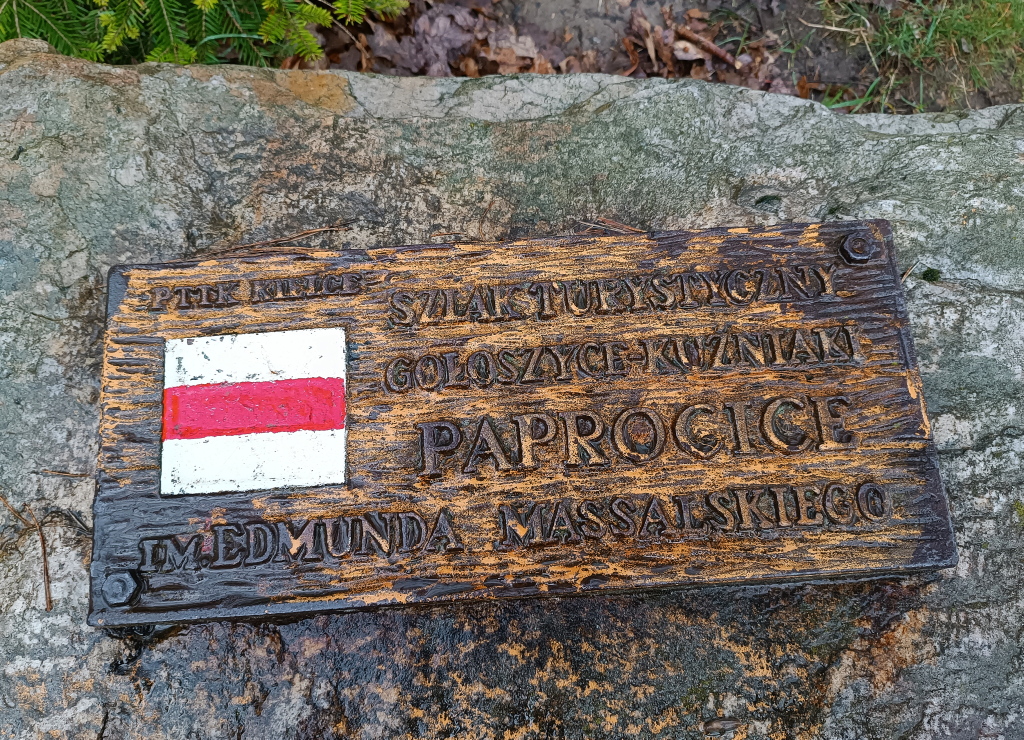 PTTK KIELCE
SZLAK TURYSTYCZNY
GOŁOSZYCE-KUŹNIAKI
PAPROCICE
IM. EDMUNDA MASSALSKIEGO